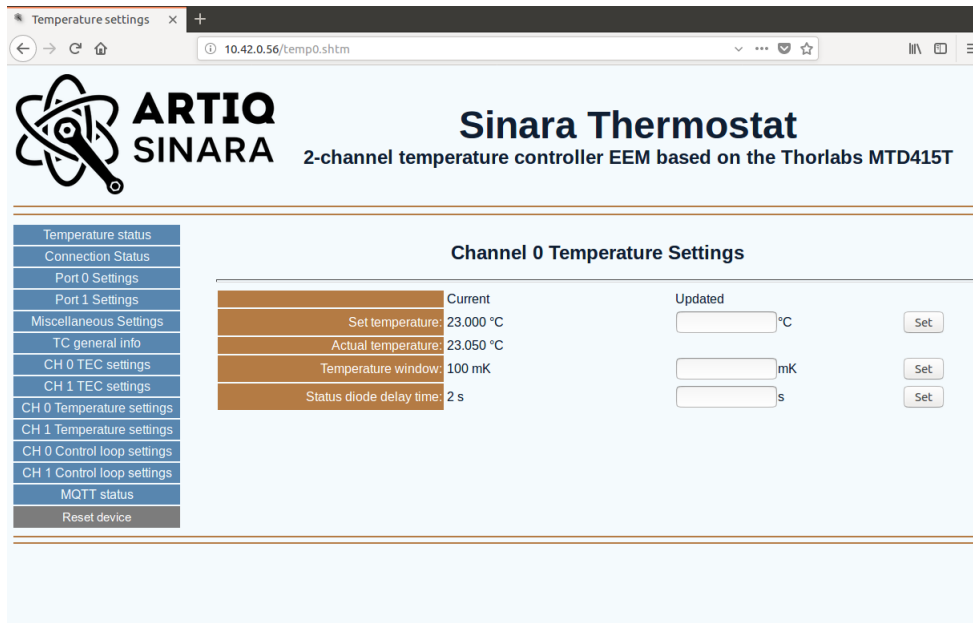 Temperature settings
10.42.0.56/temp0.shtm
ARTIQ
SINARA
Sinara Thermostat
2-channel temperature controller EEM based on the Thorlabs MTD415T
Temperature status
Connection Status
Port 0 Settings
Port 1 Settings
Miscellaneous Settings
TC general info
CH 0 TEC settings
CH 1 TEC settings
CH 0 Temperature settings
CH 1 Temperature settings
CH 0 Control loop settings
CH 1 Control loop settings
MQTT status
Reset device
Channel 0 Temperature Settings
Current Updated
Set temperature: 23.000 °C °C Set
Actual temperature: 23.050 °C
Temperature window: 100 mK mK Set
Status diode delay time: 2 s s Set